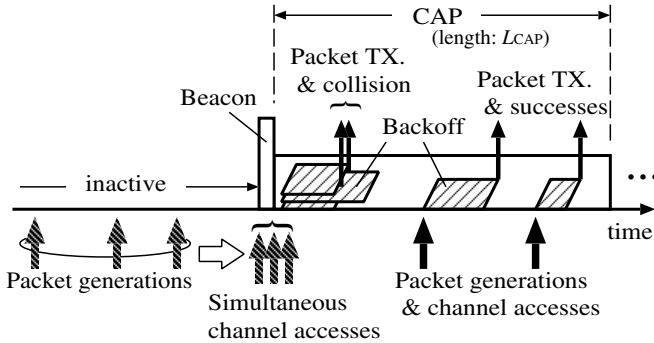 CAP
(length: LCAP)
Packet TX.
& collision
Packet TX.
& successes
Beacon
Backoff
inactive
...
time
Packet generations
Simultaneous
channel accesses
Packet generations
& channel accesses